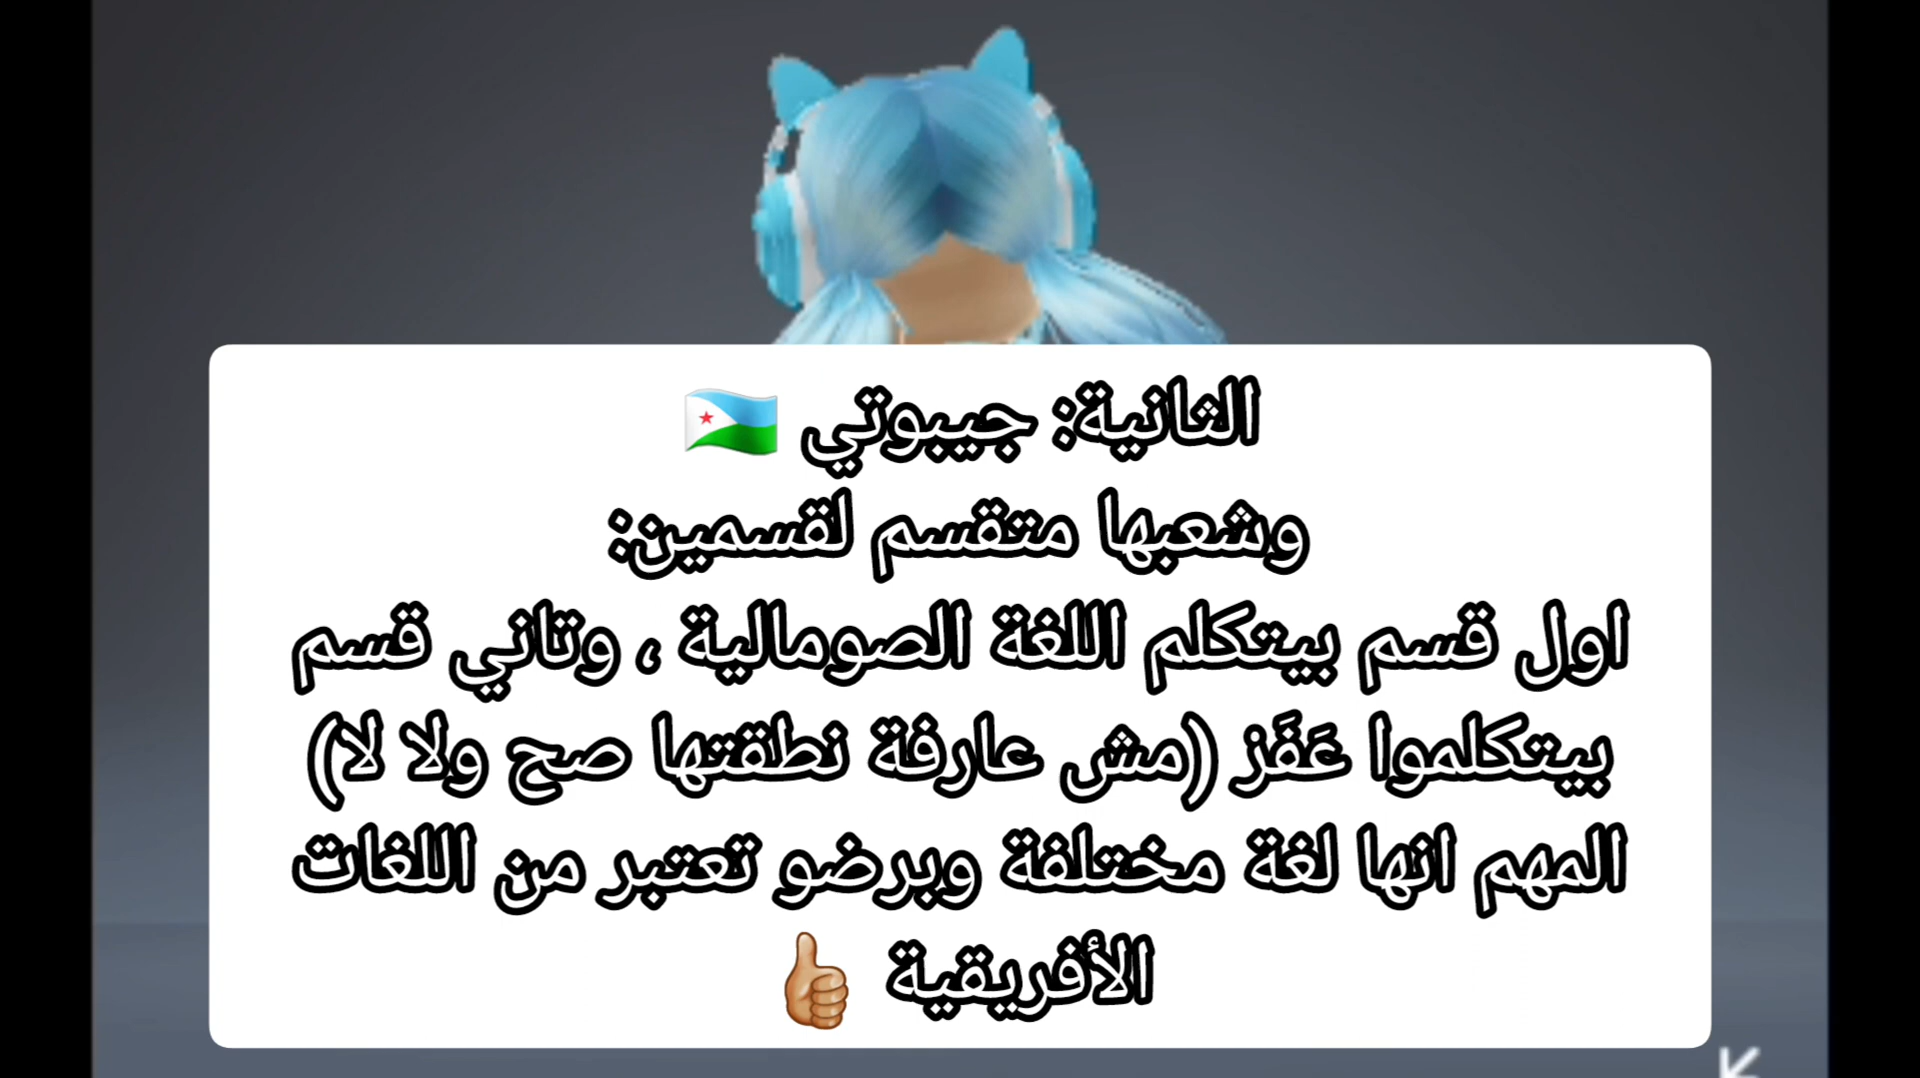 الثانية: جيبوتي 🇩🇯
وشعبها متقسم لقسمين:
اول قسم بيتكلم اللغة الصومالية ، وتاني قسم
بيتكلموا عَفَز (مش عارفة نطقتها صح ولا لا)
المهم انها لغة مختلفة وبرضو تعتبر من اللغات
الأفريقية 👍🏼